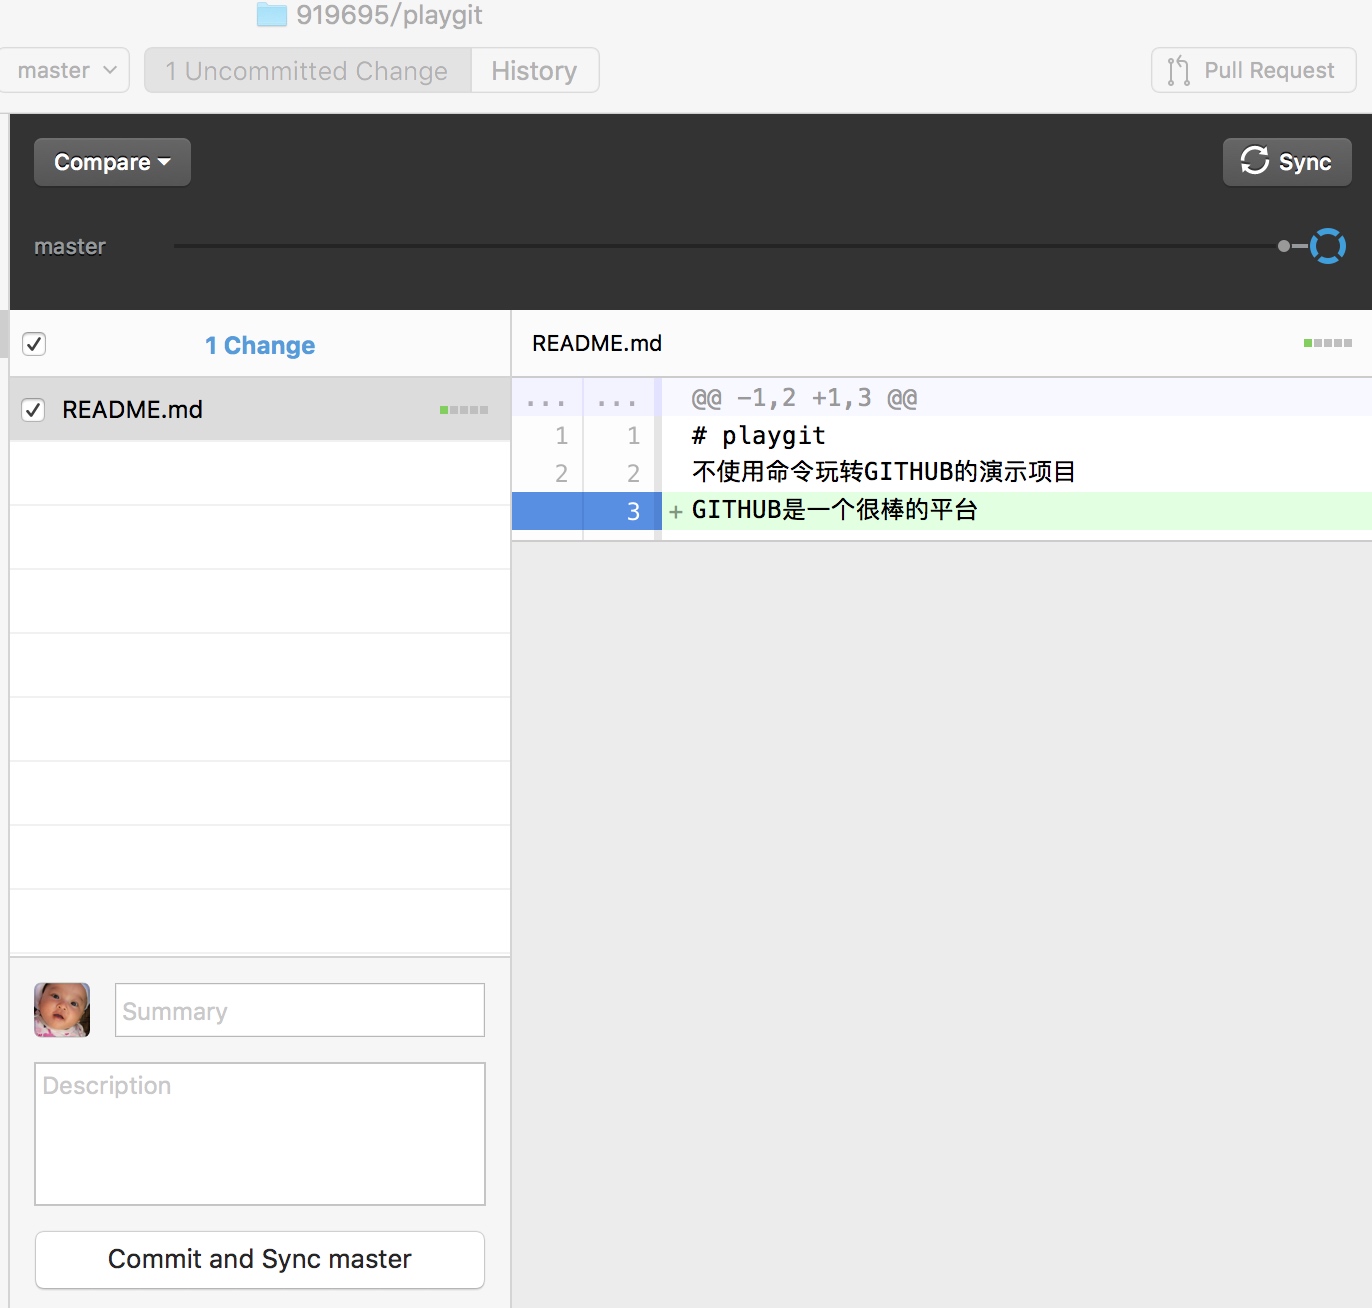 919695/playgit
master
1 Uncommitted Change
History
Pull Request
Compare
Sync
master
1 Change
README.md
README.md
... ... @@ -1,2 +1,3 @@
1 1 # playgit
2 2 不使用命令玩转GITHUB的演示项目
3 + GITHUB是一个很棒的平台
Summary
Description
Commit and Sync master